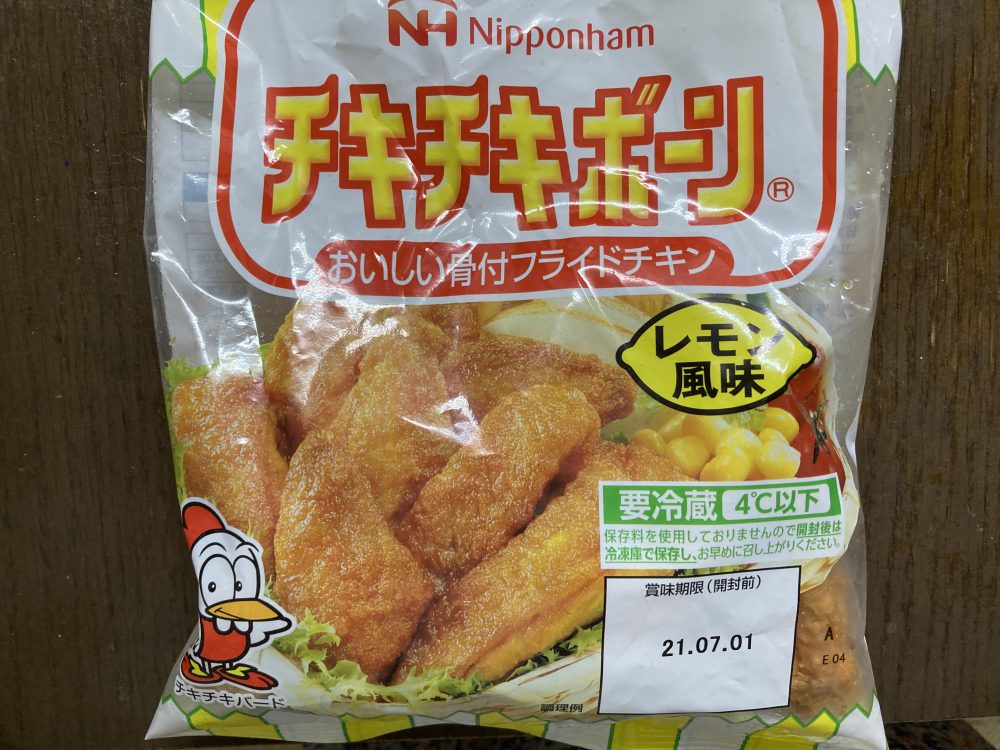 NH Nipponham
チキチキボーン®
おいしい骨付フライドチキン
レモン
風味
要冷蔵 4℃以下
保存料を使用しておりませんので開封後は
冷凍庫で保存し、お早めに召し上がりください。
賞味期限(開封前)
21.07.01
A
E 04
チキチキバード
調理例